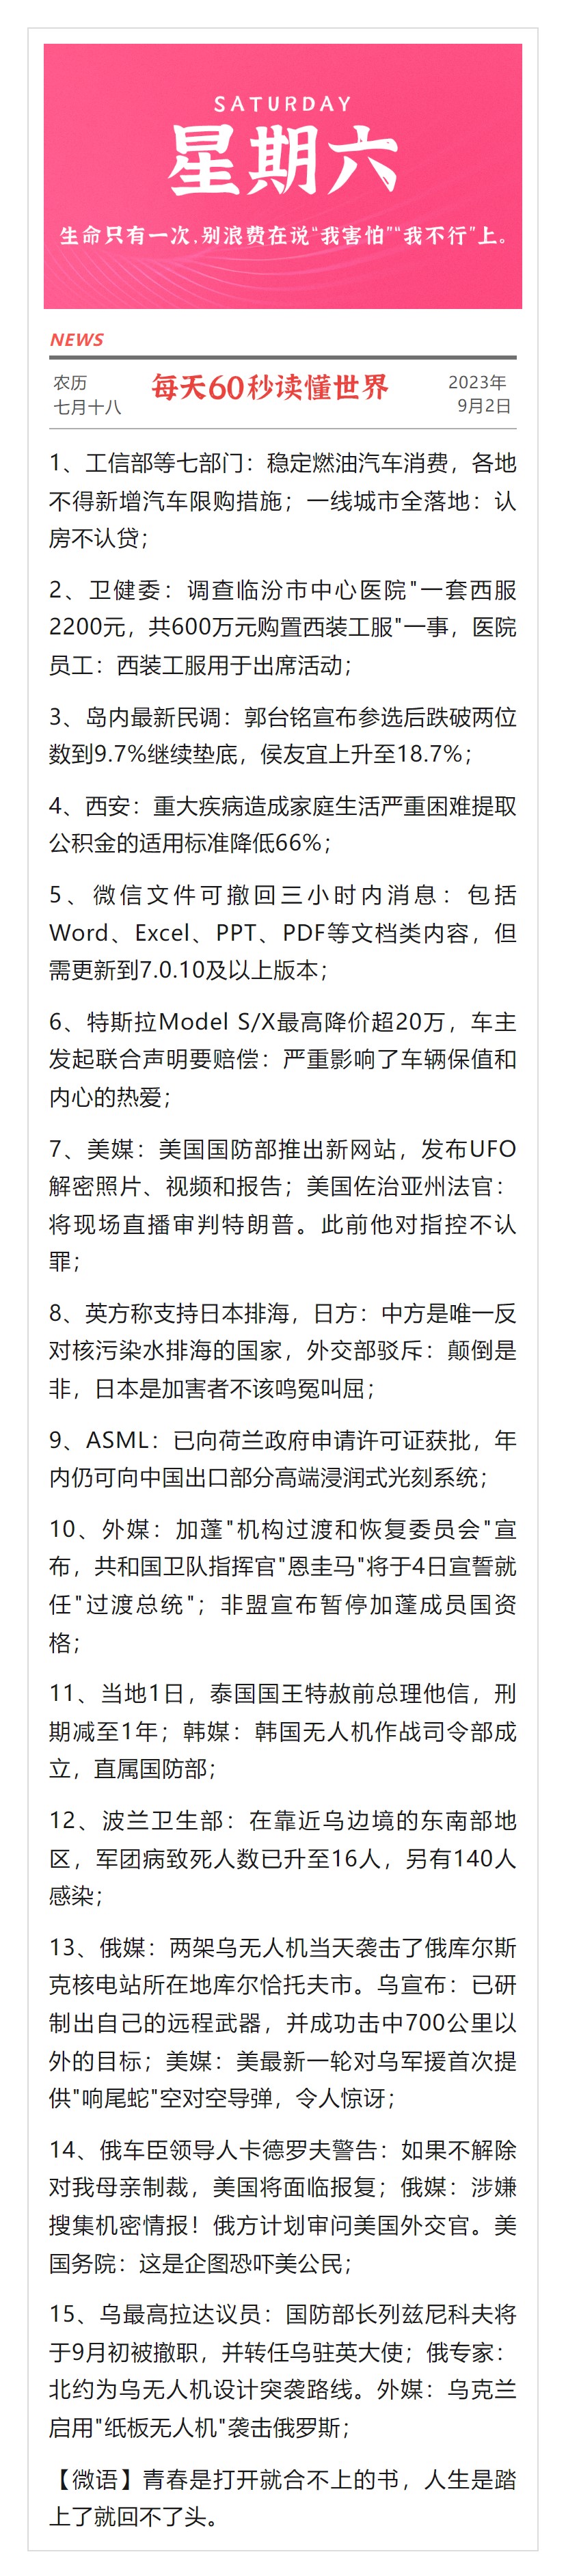 SATURDAY
星期六
生命只有一次,别浪费在说“我害怕”“我不行”上。
NEWS
农历
七月十八
每天60秒读懂世界
2023年
9月2日
1、工信部等七部门：稳定燃油汽车消费，各地
不得新增汽车限购措施；一线城市全落地：认
房不认贷；
2、卫健委：调查临汾市中心医院"一套西服
2200元，共600万元购置西装工服"一事，医院
员工：西装工服用于出席活动；
3、岛内最新民调：郭台铭宣布参选后跌破两位
数到9.7%继续垫底，侯友宜上升至18.7%；
4、西安：重大疾病造成家庭生活严重困难提取
公积金的适用标准降低66%；
5、微信文件可撤回三小时内消息：包括
Word、Excel、PPT、PDF等文档类内容，但
需更新到7.0.10及以上版本；
6、特斯拉Model S/X最高降价超20万，车主
发起联合声明要赔偿：严重影响了车辆保值和
内心的热爱；
7、美媒：美国国防部推出新网站，发布UFO
解密照片、视频和报告；美国佐治亚州法官：
将现场直播审判特朗普。此前他对指控不认
罪；
8、英方称支持日本排海，日方：中方是唯一反
对核污染水排海的国家，外交部驳斥：颠倒是
非，日本是加害者不该鸣冤叫屈；
9、ASML：已向荷兰政府申请许可证获批，年
内仍可向中国出口部分高端浸润式光刻系统；
10、外媒：加蓬"机构过渡和恢复委员会"宣
布，共和国卫队指挥官"恩圭马"将于4日宣誓就
任"过渡总统"；非盟宣布暂停加蓬成员国资
格；
11、当地1日，泰国国王特赦前总理他信，刑
期减至1年；韩媒：韩国无人机作战司令部成
立，直属国防部；
12、波兰卫生部：在靠近乌边境的东南部地
区，军团病致死人数已升至16人，另有140人
感染；
13、俄媒：两架乌无人机当天袭击了俄库尔斯
克核电站所在地库尔恰托夫市。乌宣布：已研
制出自己的远程武器，并成功击中700公里以
外的目标；美媒：美最新一轮对乌军援首次提
供"响尾蛇"空对空导弹，令人惊讶；
14、俄车臣领导人卡德罗夫警告：如果不解除
对我母亲制裁，美国将面临报复；俄媒：涉嫌
搜集机密情报！俄方计划审问美国外交官。美
国务院：这是企图恐吓美公民；
15、乌最高拉达议员：国防部长列兹尼科夫将
于9月初被撤职，并转任乌驻英大使；俄专家：
北约为乌无人机设计突袭路线。外媒：乌克兰
启用"纸板无人机"袭击俄罗斯；
【微语】青春是打开就合不上的书，人生是踏
上了就回不了头。